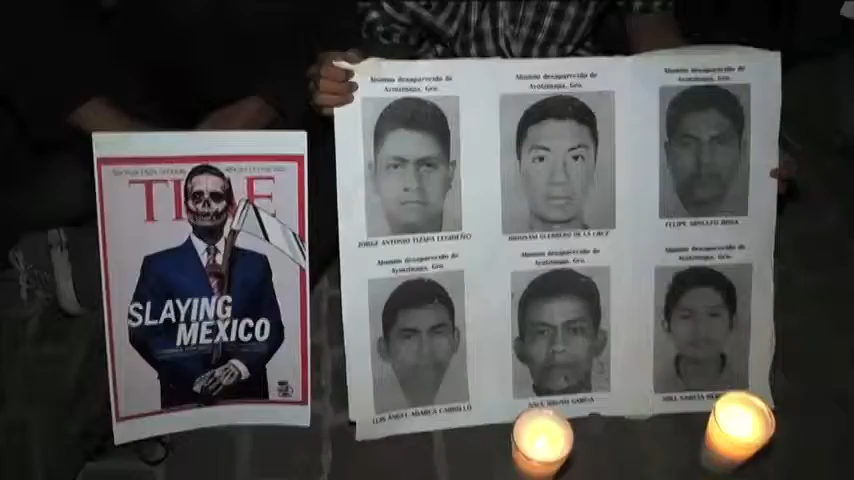 TIME
SLAYING
MEXICO
Alumno desaparecido de
Ayotzinapa, Gro.
JORGE ANTONIO TIZAPA LEGIDEÑO
Alumno desaparecido de
Ayotzinapa, Gro.
JHOSIVANI GUERRERO DE LA CRUZ
Alumno desaparecido de
Ayotzinapa, Gro.
FELIPE ARNULFO ROSA
Alumno desaparecido de
Ayotzinapa, Gro.
LUIS ANGEL ABARCA CARRILLO
Alumno desaparecido de
Ayotzinapa, Gro.
SAUL BRUNO GARCIA
Alumno desaparecido de
Ayotzinapa, Gro.
GARCIA